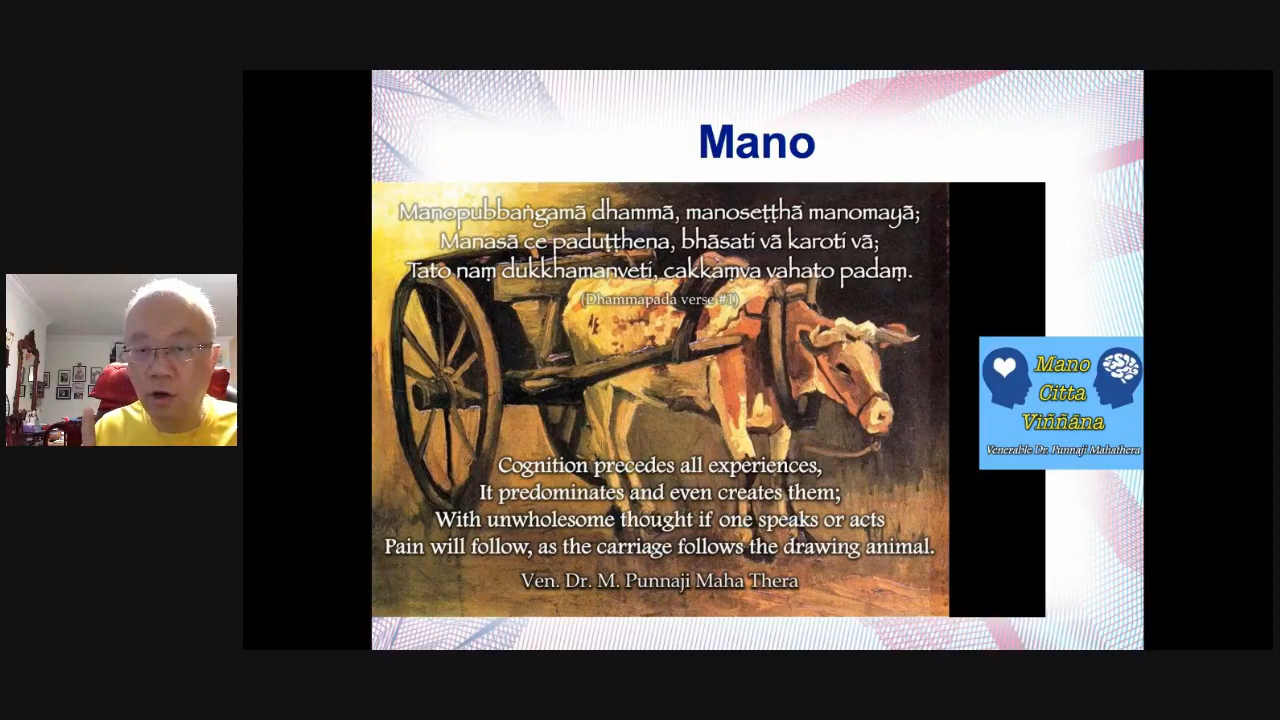 Mano
Manopubbaṅgamā dhammā, manoseṭṭhā manomayā;
Manasā ce paduṭṭhena, bhāsati vā karoti vā;
Tato naṃ dukkhamanveti, cakkaṃva vahato padaṃ.
(Dhammapada verse #1)
Cognition precedes all experiences,
It predominates and even creates them;
With unwholesome thought if one speaks or acts
Pain will follow, as the carriage follows the drawing animal.
Ven. Dr. M. Punnaji Maha Thera
Mano
Citta
Viññāna
Venerable Dr. Punnaji Mahathera